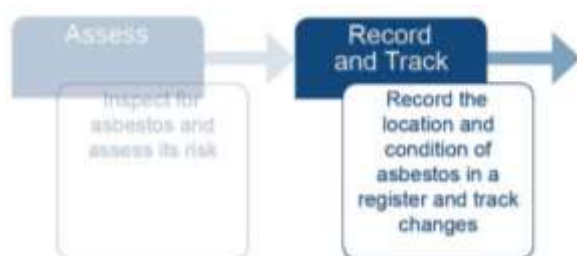 Assess
Inspect for
asbestos and
assess its risk
Record
and Track
Record the
location and
condition of
asbestos in a
register and track
changes